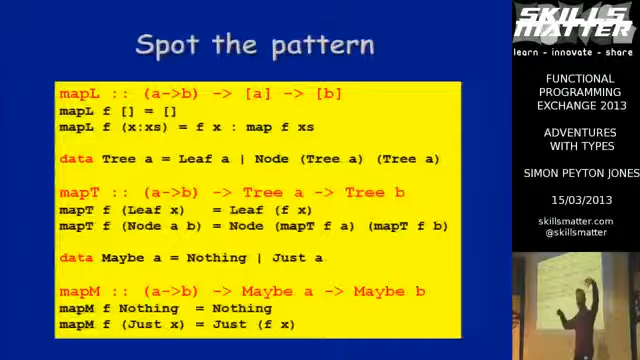 Spot the pattern
mapL :: (a->b) -> [a] -> [b]
mapL f [] = []
mapL f (x:xs) = f x : map f xs
data Tree a = Leaf a | Node (Tree a) (Tree a)
mapT :: (a->b) -> Tree a -> Tree b
mapT f (Leaf x) = Leaf (f x)
mapT f (Node a b) = Node (mapT f a) (mapT f b)
data Maybe a = Nothing | Just a
mapM :: (a->b) -> Maybe a -> Maybe b
mapM f Nothing = Nothing
mapM f (Just x) = Just (f x)
SKILLS
MATTER
learn - innovate - share
FUNCTIONAL
PROGRAMMING
EXCHANGE 2013
ADVENTURES
WITH TYPES
SIMON PEYTON JONES
15/03/2013
skillsmatter.com
@skillsmatter